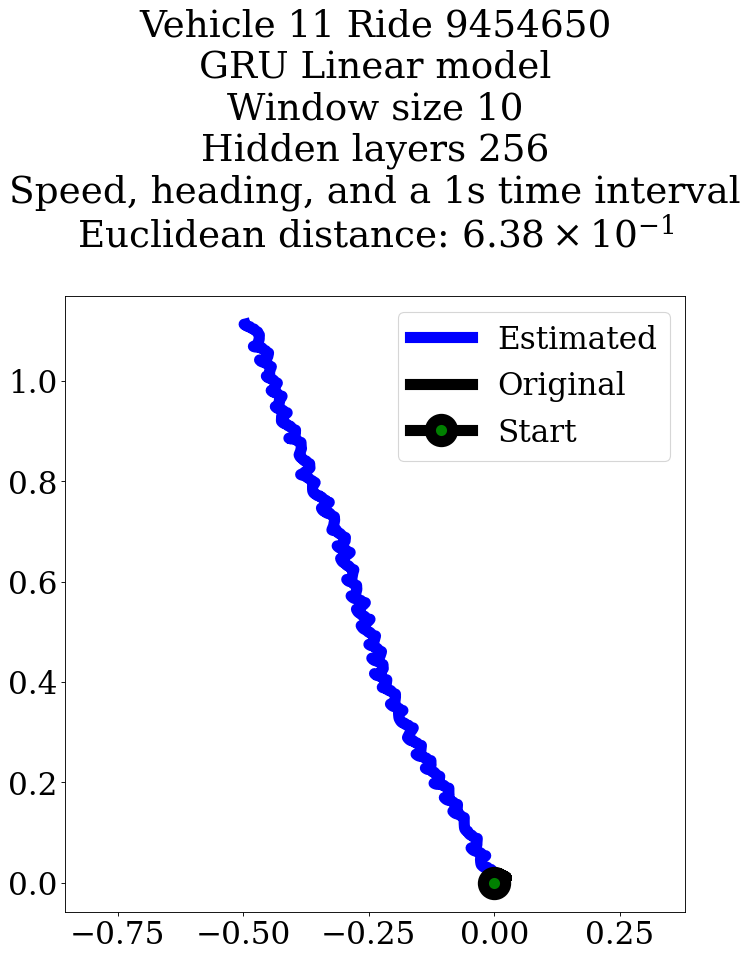 Vehicle 11 Ride 9454650
GRU Linear model
Window size 10
Hidden layers 256
Speed, heading, and a 1s time interval
Euclidean distance: 6.38 × 10⁻¹
Estimated
Original
Start
1.0
0.8
0.6
0.4
0.2
0.0
−0.75 −0.50 −0.25 0.00 0.25